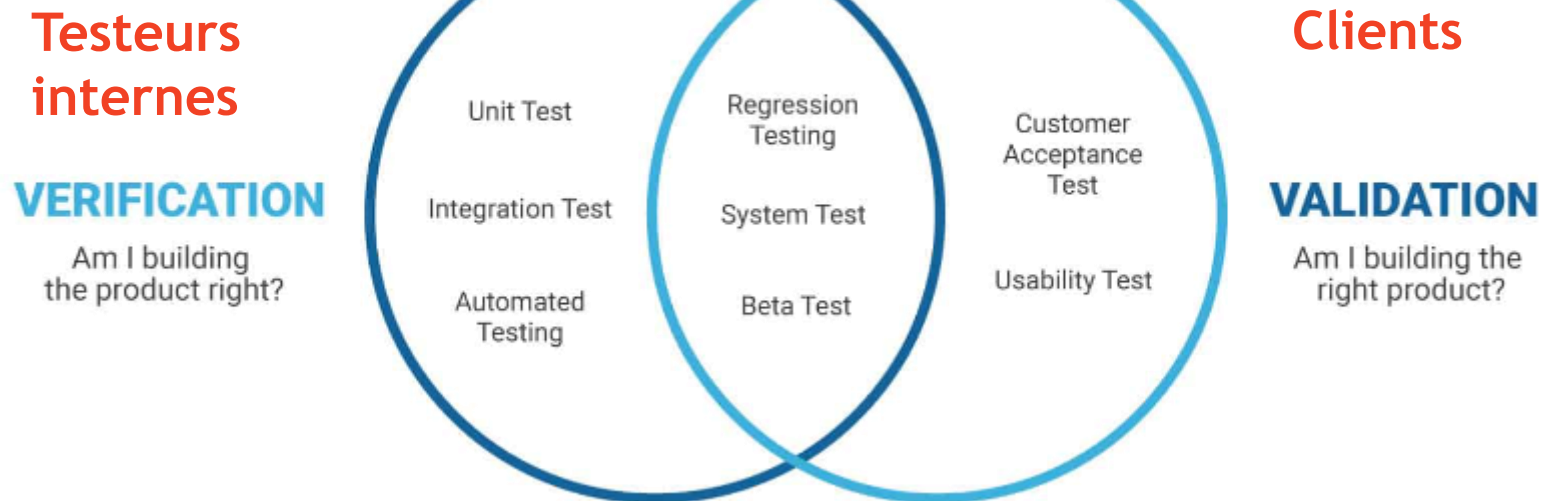 Testeurs
internes
VERIFICATION
Am I building
the product right?
Unit Test
Integration Test
Automated
Testing
Regression
Testing
System Test
Beta Test
Customer
Acceptance
Test
Usability Test
Clients
VALIDATION
Am I building the
right product?